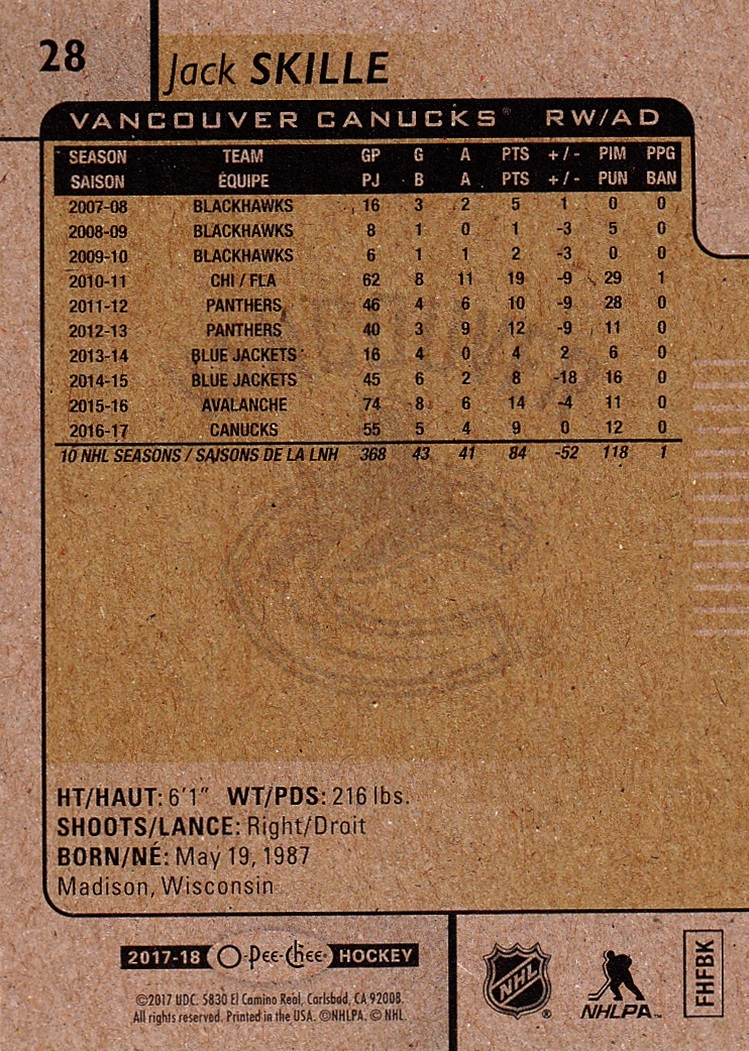 28
Jack SKILLE
VANCOUVER CANUCKS® RW/AD
SEASON TEAM GP G A PTS +/- PIM PPG
SAISON ÉQUIPE PJ B A PTS +/- PUN BAN
2007-08 BLACKHAWKS 16 3 2 5 1 0 0
2008-09 BLACKHAWKS 8 1 0 1 -3 5 0
2009-10 BLACKHAWKS 6 1 1 2 -3 0 0
2010-11 CHI / FLA 62 8 11 19 -9 29 1
2011-12 PANTHERS 46 4 6 10 -9 28 0
2012-13 PANTHERS 40 3 9 12 -9 11 0
2013-14 BLUE JACKETS 16 4 0 4 2 6 0
2014-15 BLUE JACKETS 45 6 2 8 -18 16 0
2015-16 AVALANCHE 74 8 6 14 -4 11 0
2016-17 CANUCKS 55 5 4 9 0 12 0
10 NHL SEASONS / SAISONS DE LA LNH 368 43 41 84 -52 118 1
HT/HAUT: 6'1" WT/PDS: 216 lbs.
SHOOTS/LANCE: Right/Droit
BORN/NÉ: May 19, 1987
Madison, Wisconsin
2017-18 O-Pee-Chee HOCKEY
©2017 UDC. 5830 El Camino Real, Carlsbad, CA 92008.
All rights reserved. Printed in the USA. ©NHLPA. © NHL
NHL ®
NHLPA™
FHFBK